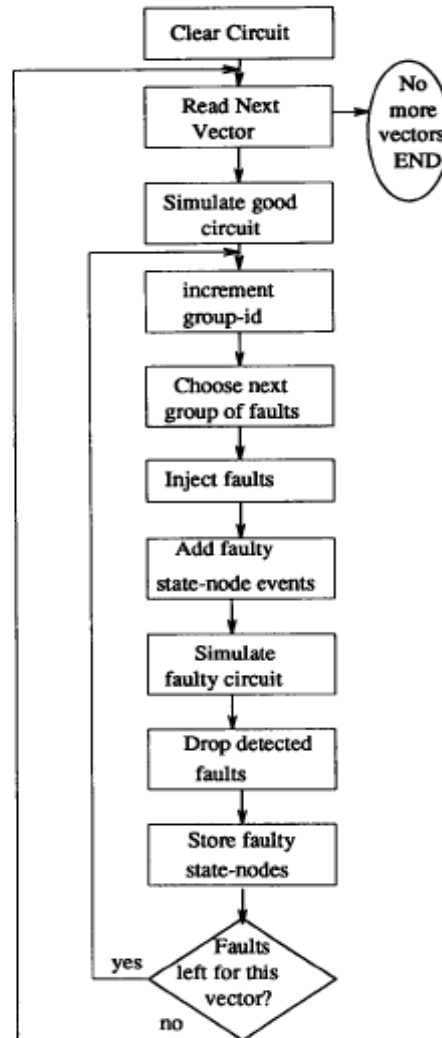 Clear Circuit
Read Next
Vector
No
more
vectors
END
Simulate good
circuit
increment
group-id
Choose next
group of faults
Inject faults
Add faulty
state-node events
Simulate
faulty circuit
Drop detected
faults
Store faulty
state-nodes
Faults
left for this
vector?
yes
no